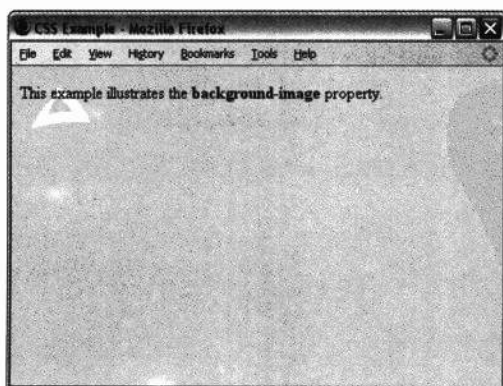 CSS Example - Mozilla Firefox
File Edit View History Bookmarks Tools Help
This example illustrates the background-image property.